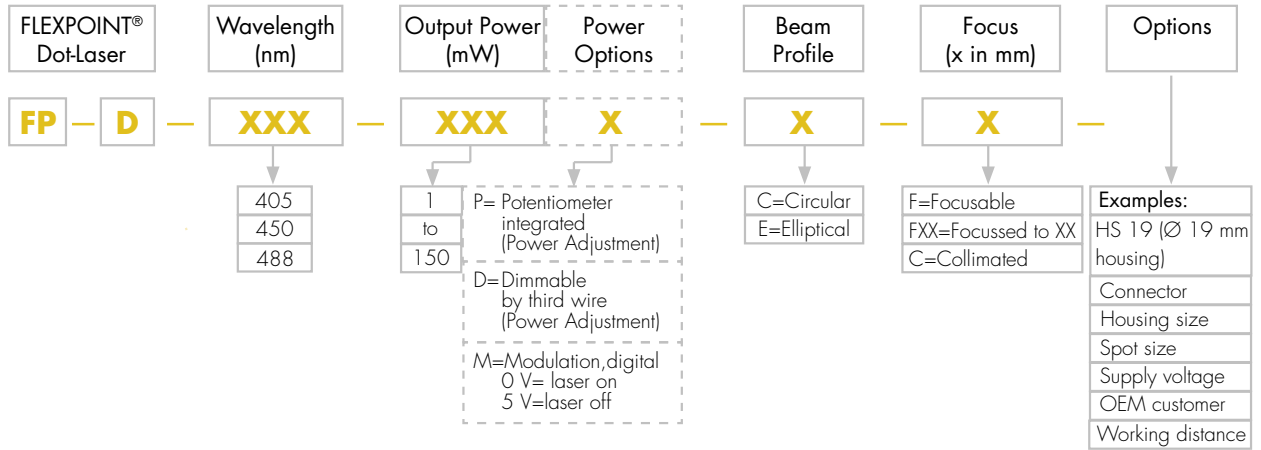 FLEXPOINT®
Dot-Laser
Wavelength
(nm)
Output Power
(mW)
Power
Options
Beam
Profile
Focus
(x in mm)
Options
FP – D – XXX – XXX X – X – X –
405
450
488
1
to
150
P= Potentiometer
integrated
(Power Adjustment)
D=Dimmable
by third wire
(Power Adjustment)
M=Modulation,digital
0 V= laser on
5 V=laser off
C=Circular
E=Elliptical
F=Focusable
FXX=Focussed to XX
C=Collimated
Examples:
HS 19 (Ø 19 mm
housing)
Connector
Housing size
Spot size
Supply voltage
OEM customer
Working distance